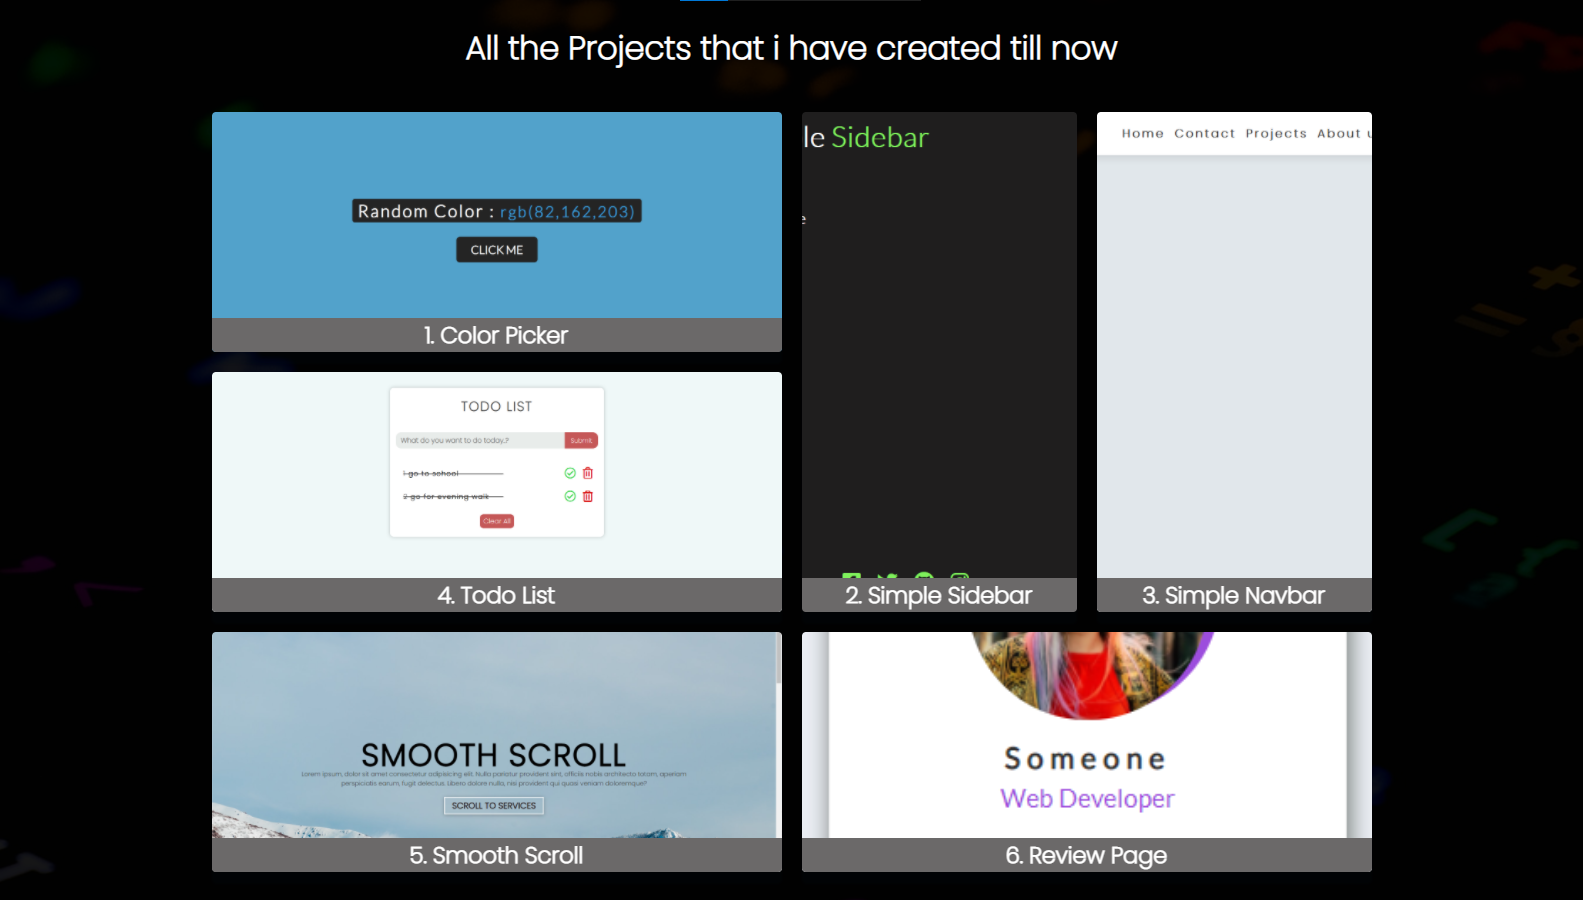 All the Projects that i have created till now
Random Color : rgb(82,162,203)
CLICK ME
1. Color Picker
le Sidebar
e
2. Simple Sidebar
Home Contact Projects About u
3. Simple Navbar
TODO LIST
What do you want to do today.?
Submit
1 go to school
2 go for evening walk
Clear All
4. Todo List
SMOOTH SCROLL
Lorem ipsum, dolor sit amet consectetur adipisicing elit. Nulla pariatur provident sint, officiis nobis architecto totam, aperiam
perspiciatis earum, fugit delectus. Libero dolore nulla, nisi provident qui quasi veniam doloremque?
SCROLL TO SERVICES
5. Smooth Scroll
Someone
Web Developer
6. Review Page